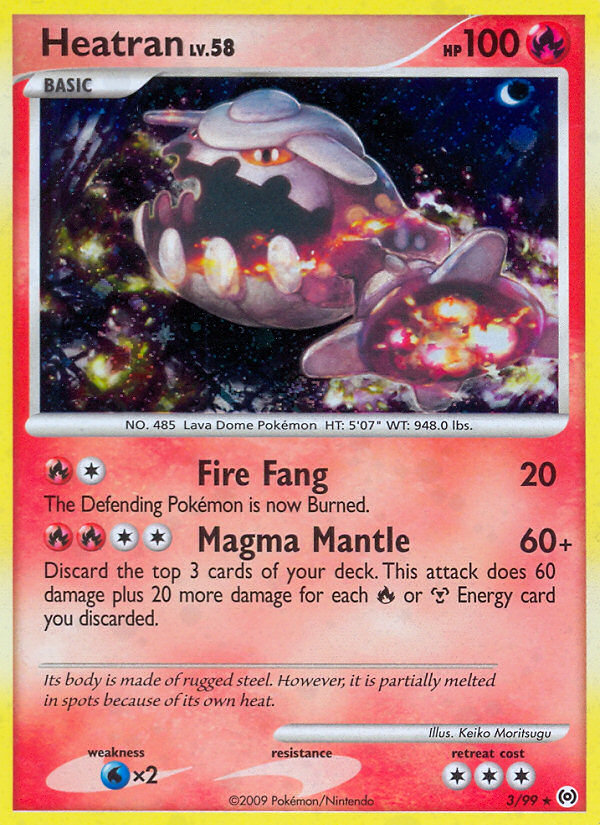 Heatran LV.58 HP 100
BASIC
NO. 485 Lava Dome Pokémon HT: 5'07" WT: 948.0 lbs.
Fire Fang 20
The Defending Pokémon is now Burned.
Magma Mantle 60+
Discard the top 3 cards of your deck. This attack does 60
damage plus 20 more damage for each or Energy card
you discarded.
Its body is made of rugged steel. However, it is partially melted
in spots because of its own heat.
Illus. Keiko Moritsugu
weakness resistance retreat cost
×2
©2009 Pokémon/Nintendo 3/99 ★